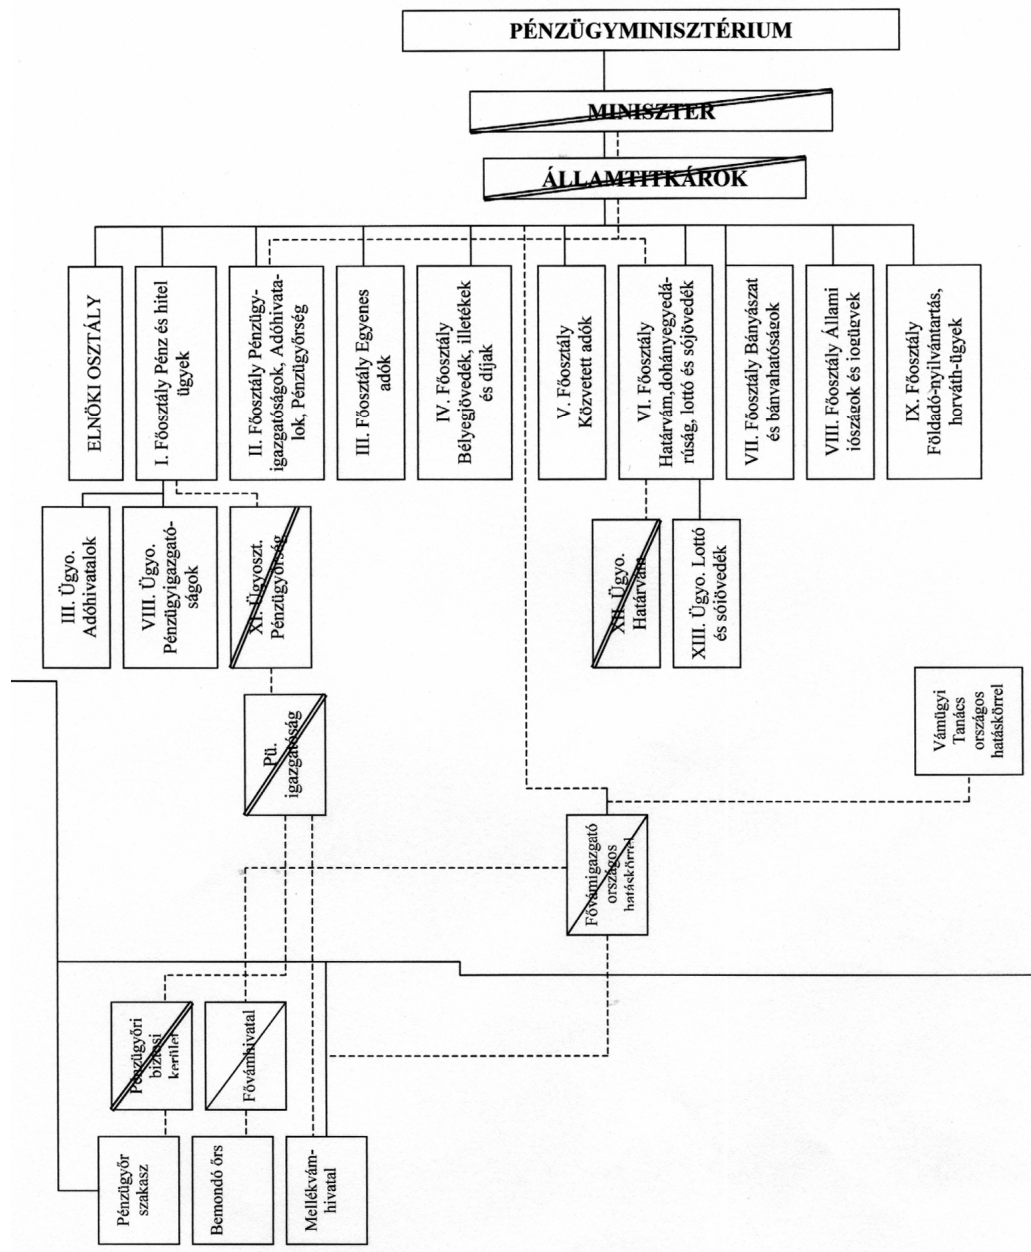 PÉNZÜGYMINISZTÉRIUM
MINISZTER
ÁLLAMTITKÁROK
ELNÖKI OSZTÁLY
I. Főosztály Pénz és hitel
ügyek
II. Főosztály Pénzügy-
igazgatóságok, Adóhivata-
lok, Pénzügyőrség
III. Főosztály Egyenes
adók
IV. Főosztály
Bélyegjövedék, illetékek
és díjak
V. Főosztály
Közvetett adók
VI. Főosztály
Határvám,dohányegyedá-
rúság, lottó és sójövedék
VII. Főosztály Bányászat
és bányahatóságok
VIII. Főosztály Állami
jószágok és jogügyek
IX. Főosztály
Földadó-nyilvántartás,
horváth-ügyek
III. Ügyo.
Adóhivatalok
VIII. Ügyo.
Pénzügyigazgató-
ságok
XI. Ügyoszt.
Pénzügyőrség
XII. Ügyo.
Határvám
XIII. Ügyo. Lottó
és sójövedék
Pü.
igazgatóság
Vámügyi
Tanács
országos
hatáskörrel
Fővámigazgató
országos
hatáskörrel
Pénzügyőri
biztosi
kerület
Fővámhivatal
Pénzügyőr
szakasz
Bemondó őrs
Mellékvám-
hivatal